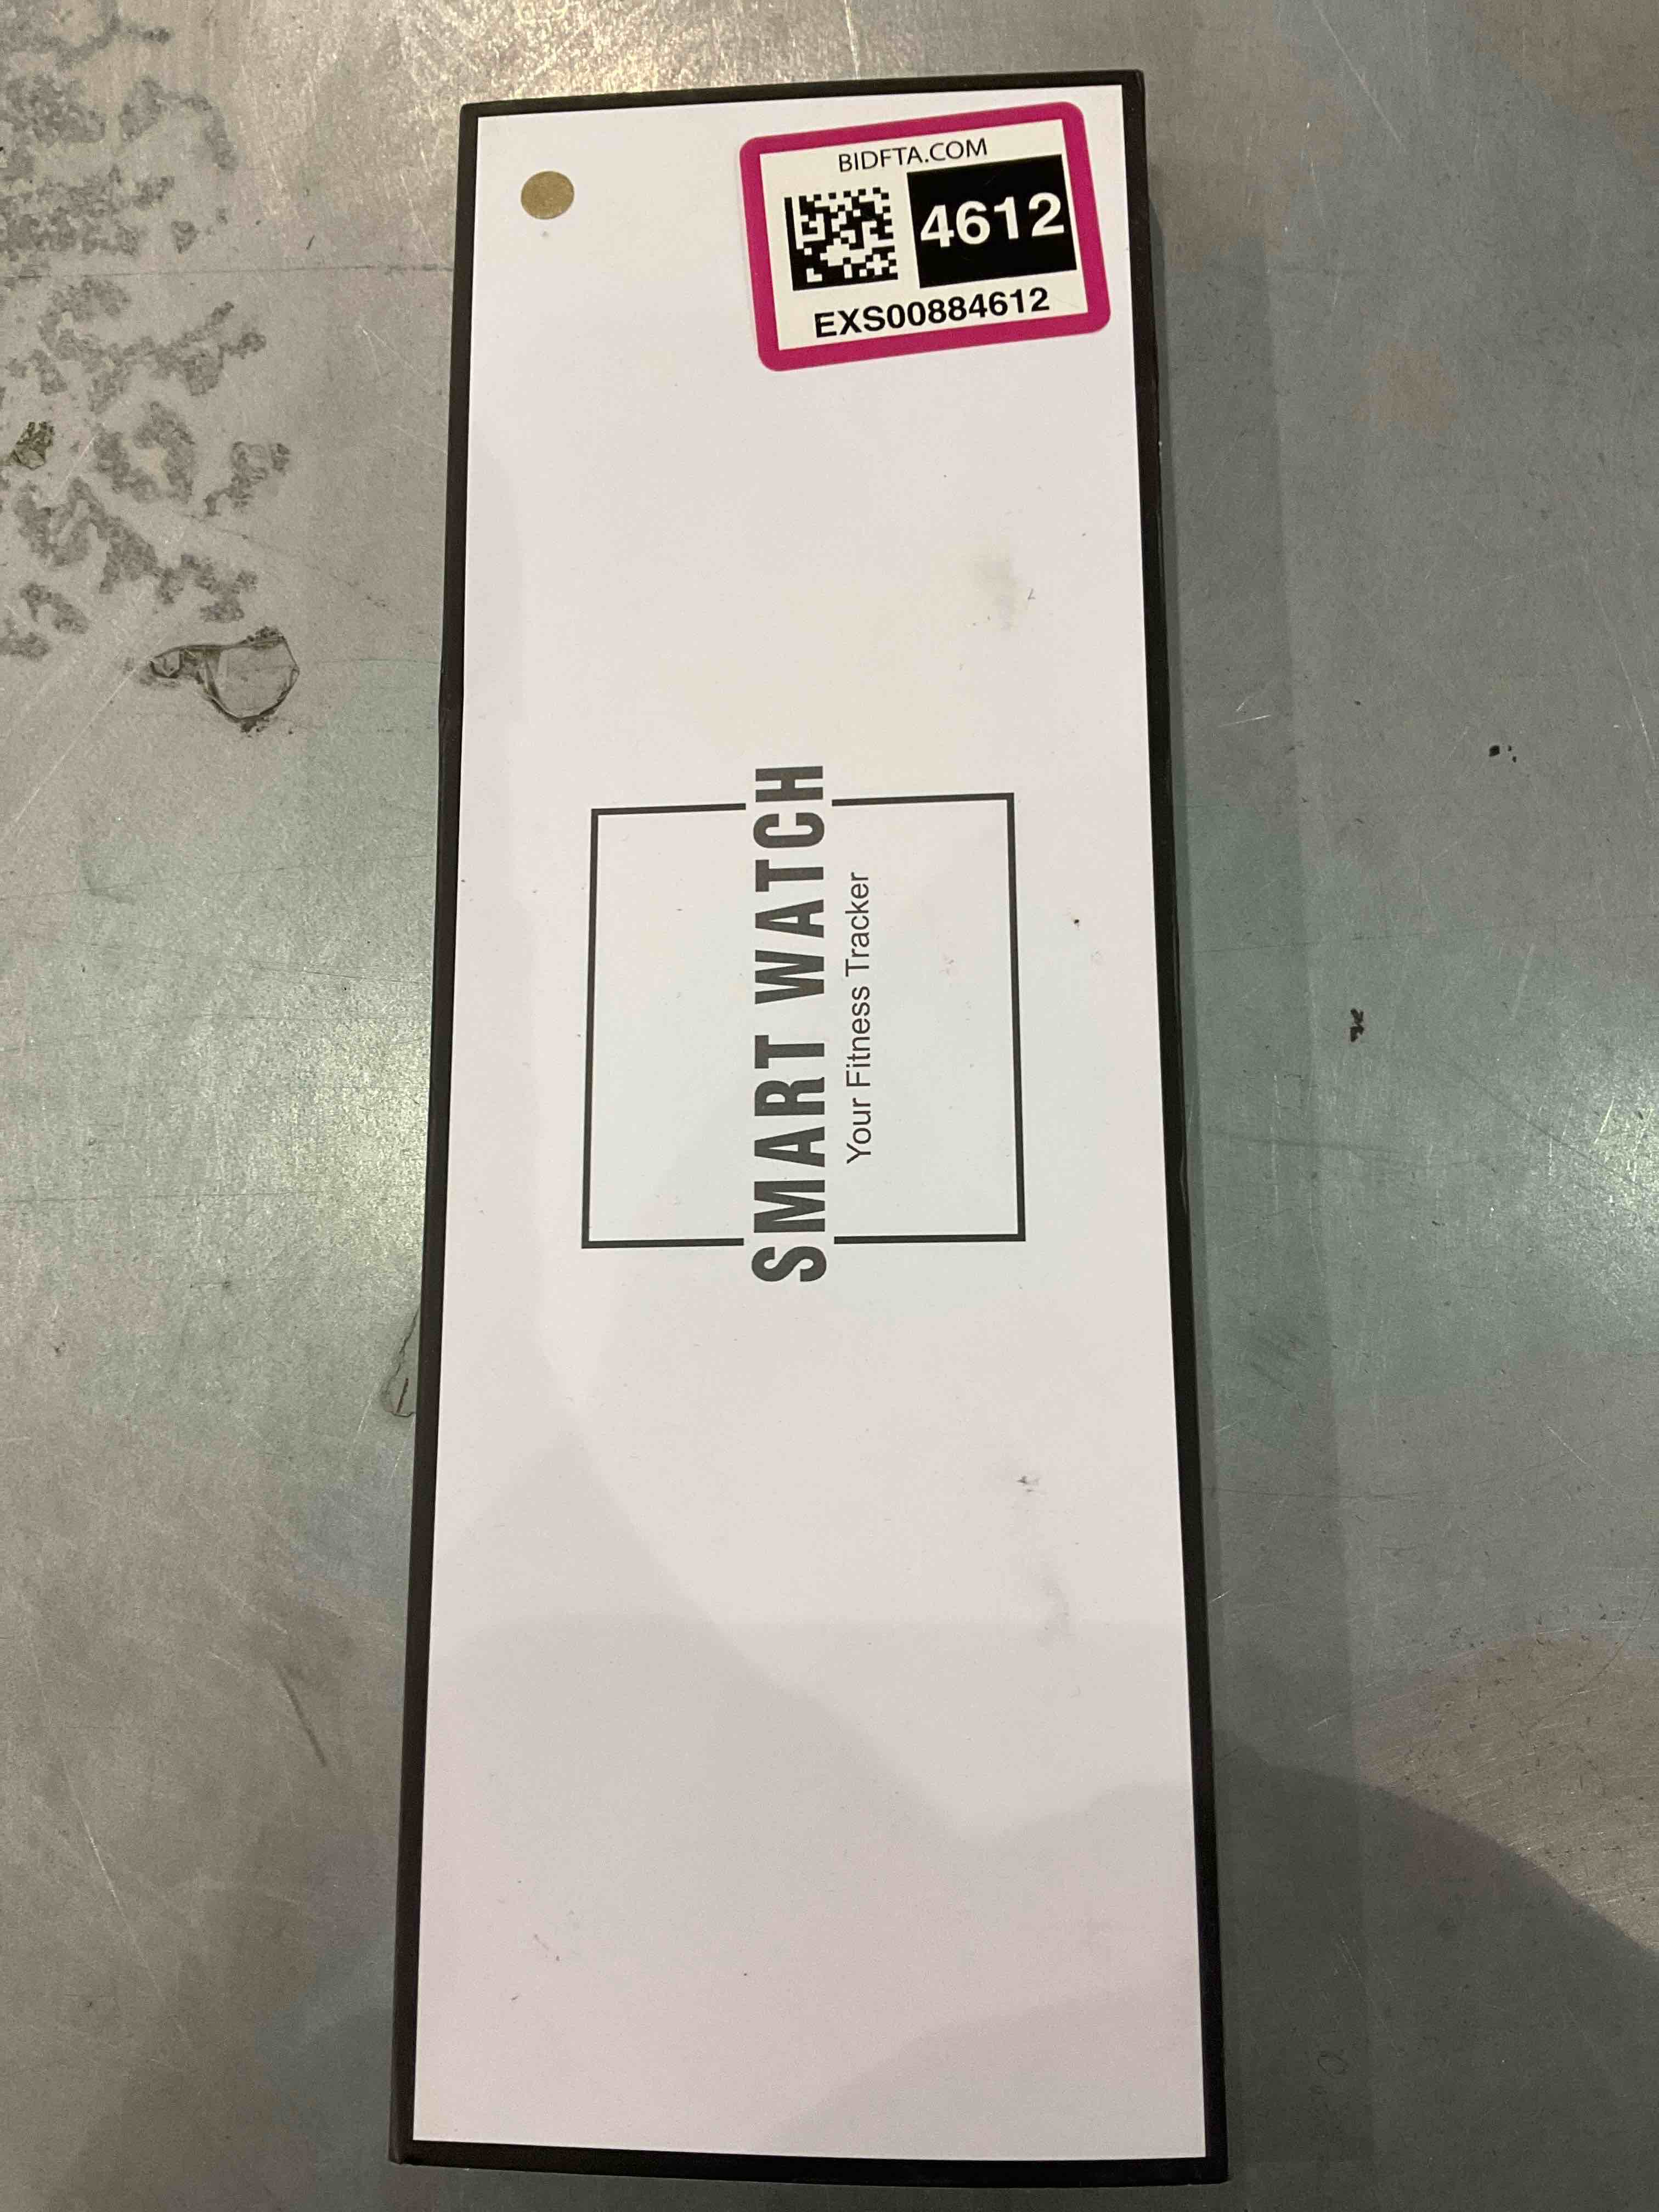 BIDFTA.COM
4612
EXS00884612
SMART WATCH
Your Fitness Tracker